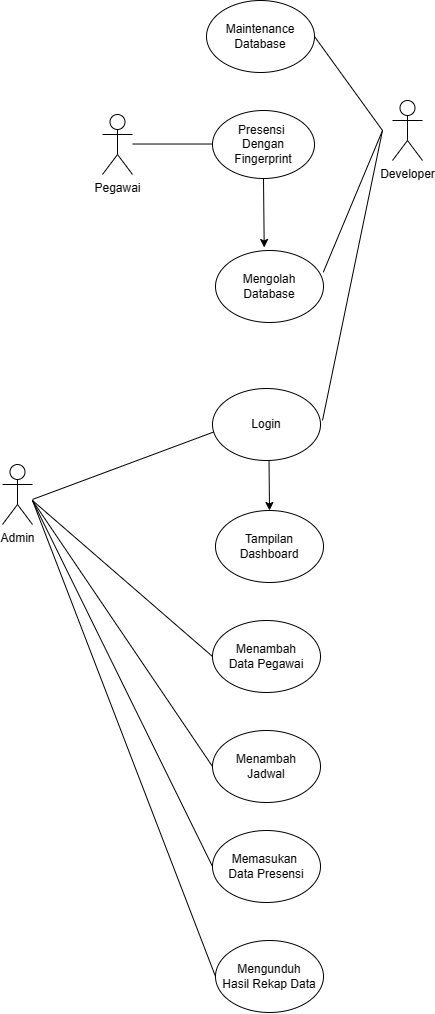 Maintenance
Database
Presensi
Dengan
Fingerprint
Pegawai
Developer
Mengolah
Database
Login
Admin
Tampilan
Dashboard
Menambah
Data Pegawai
Menambah
Jadwal
Memasukan
Data Presensi
Mengunduh
Hasil Rekap Data